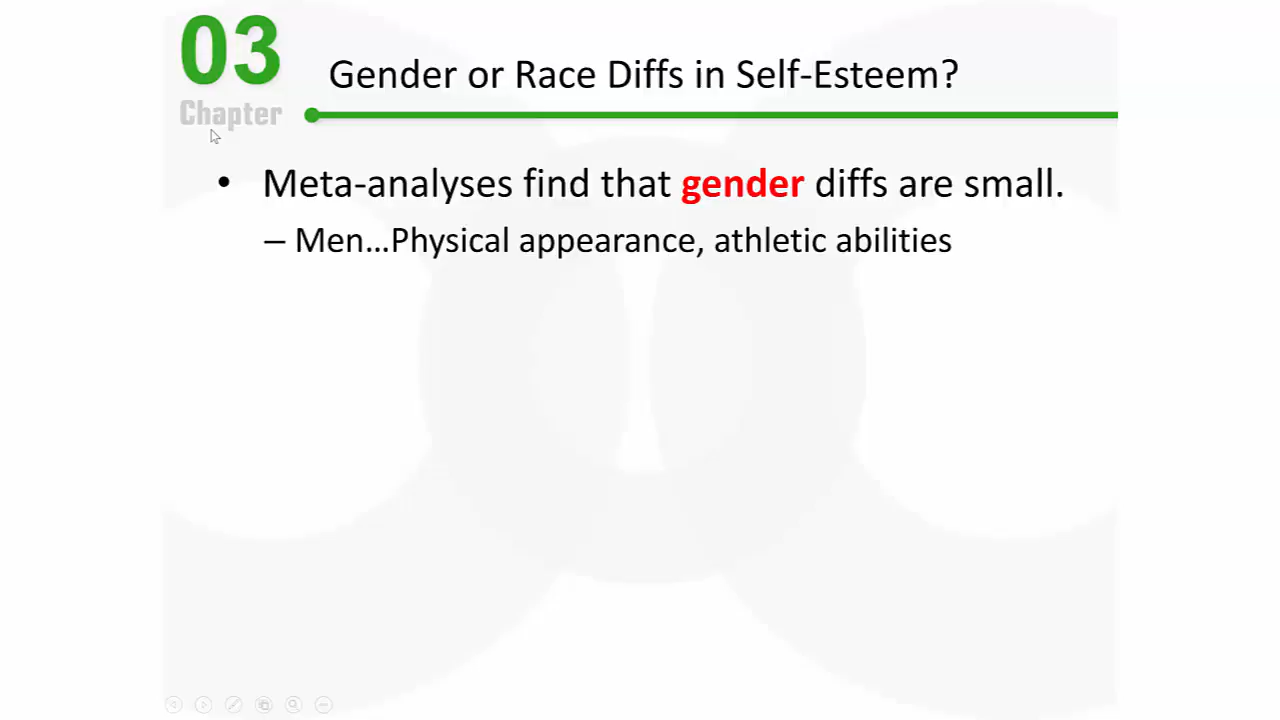 03
Chapter
Gender or Race Diffs in Self-Esteem?
• Meta-analyses find that gender diffs are small.
– Men…Physical appearance, athletic abilities